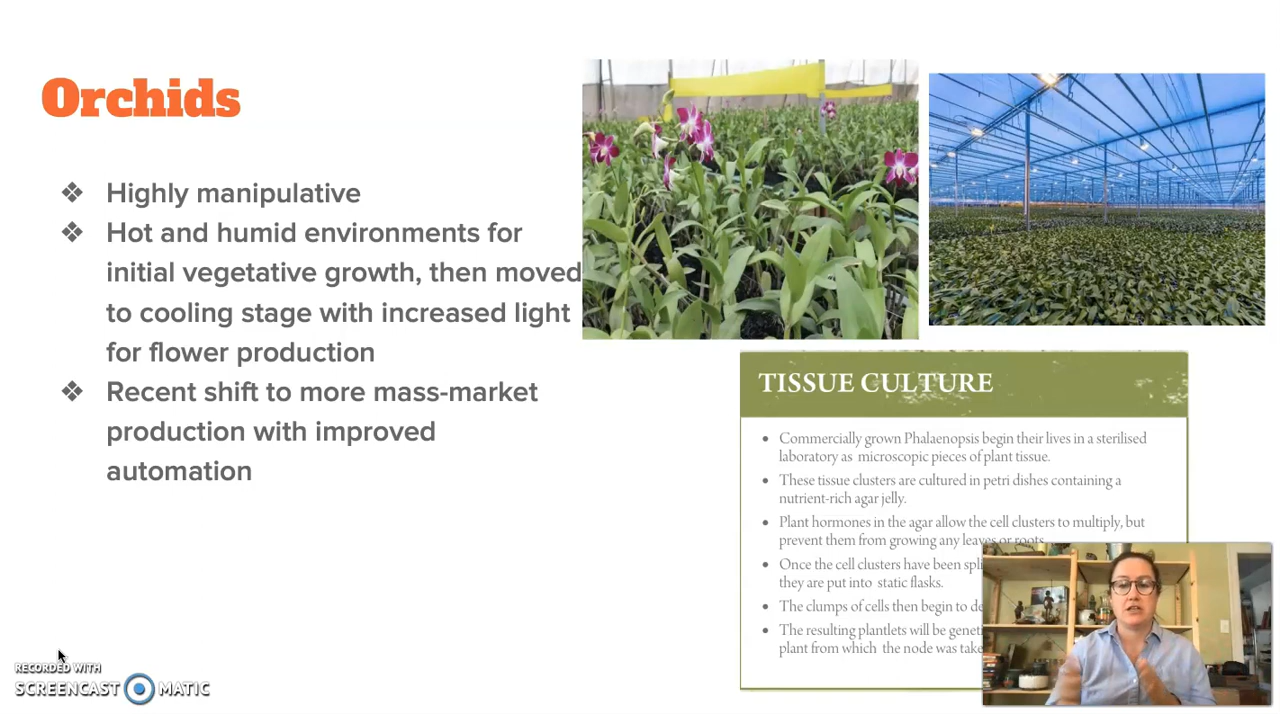 Orchids
❖ Highly manipulative
❖ Hot and humid environments for
initial vegetative growth, then moved
to cooling stage with increased light
for flower production
❖ Recent shift to more mass-market
production with improved
automation
TISSUE CULTURE
• Commercially grown Phalaenopsis begin their lives in a sterilised
laboratory as microscopic pieces of plant tissue.
• These tissue clusters are cultured in petri dishes containing a
nutrient-rich agar jelly.
• Plant hormones in the agar allow the cell clusters to multiply, but
prevent them from growing any leaves or roots
• Once the cell clusters have been
they are put into static flasks.
• The clumps of cells then begin to
• The resulting plantlets will be
plant from which the node was
RECORDED WITH
SCREENCAST MATIC